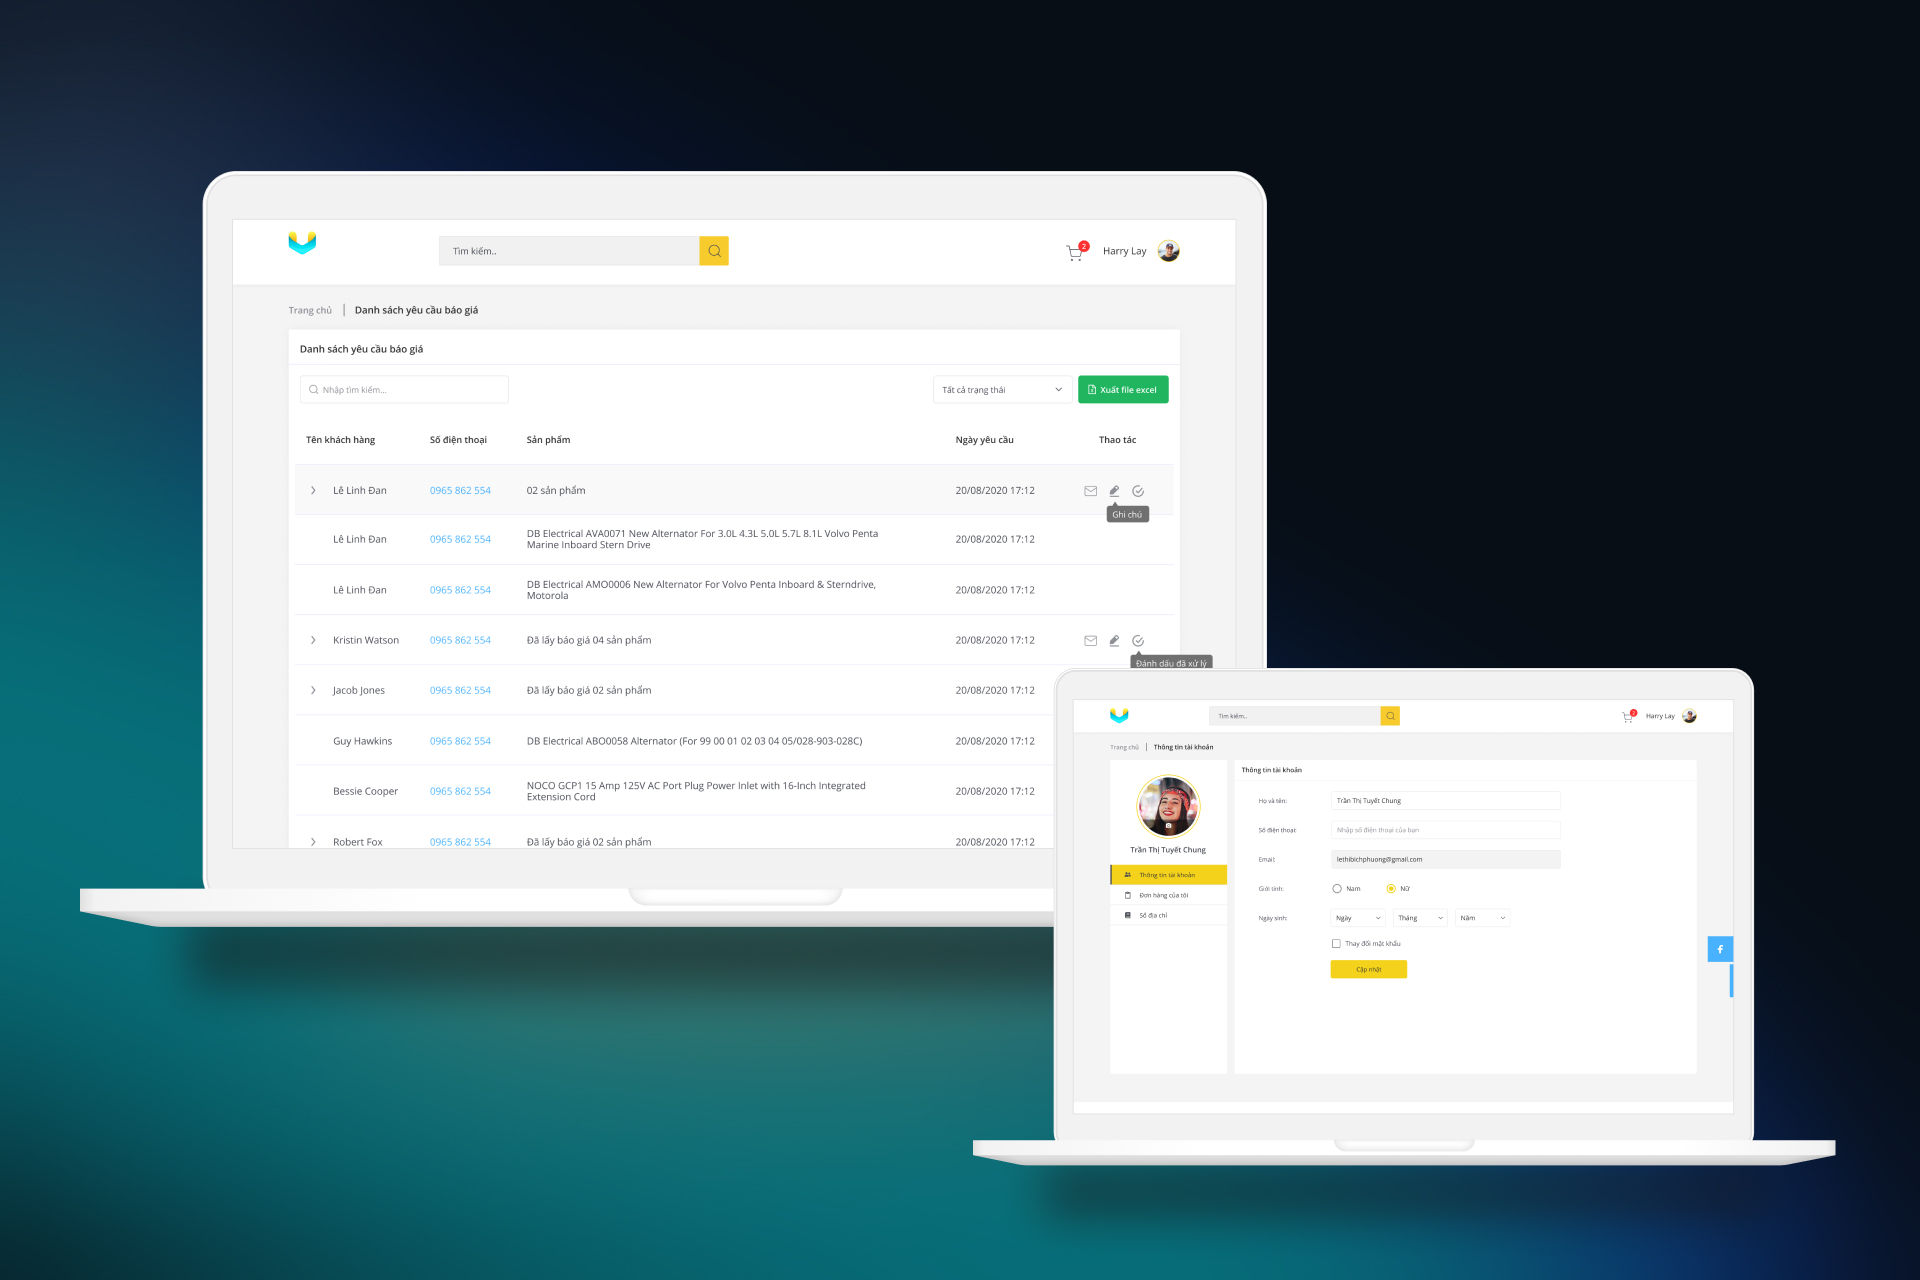 Tìm kiếm..
2
Harry Lay
Trang chủ | Danh sách yêu cầu báo giá
Danh sách yêu cầu báo giá
Nhập tìm kiếm...
Tất cả trạng thái
Xuất file excel
Tên khách hàng Số điện thoại Sản phẩm Ngày yêu cầu Thao tác
Lê Linh Đan 0965 862 554 02 sản phẩm 20/08/2020 17:12
Ghi chú
Lê Linh Đan 0965 862 554 DB Electrical AVA0071 New Alternator For 3.0L 4.3L 5.0L 5.7L 8.1L Volvo Penta 20/08/2020 17:12
Marine Inboard Stern Drive
Lê Linh Đan 0965 862 554 DB Electrical AMO0006 New Alternator For Volvo Penta Inboard & Sterndrive, 20/08/2020 17:12
Motorola
Kristin Watson 0965 862 554 Đã lấy báo giá 04 sản phẩm 20/08/2020 17:12
Đánh dấu đã xử lý
Jacob Jones 0965 862 554 Đã lấy báo giá 02 sản phẩm 20/08/2020 17:12
Guy Hawkins 0965 862 554 DB Electrical ABO0058 Alternator (For 99 00 01 02 03 04 05/028-903-028C) 20/08/2020 17:12
Bessie Cooper 0965 862 554 NOCO GCP1 15 Amp 125V AC Port Plug Power Inlet with 16-Inch Integrated 20/08/2020 17:12
Extension Cord
Robert Fox 0965 862 554 Đã lấy báo giá 02 sản phẩm 20/08/2020 17:12
Tìm kiếm..
Harry Lay
Trang chủ | Thông tin tài khoản
Trần Thị Tuyết Chung
Thông tin tài khoản
Đơn hàng của tôi
Sổ địa chỉ
Thông tin tài khoản
Họ và tên: Trần Thị Tuyết Chung
Số điện thoại: Nhập số điện thoại của bạn
Email: lethibichphuong@gmail.com
Giới tính: Nam Nữ
Ngày sinh: Ngày Tháng Năm
Thay đổi mật khẩu
Cập nhật
f